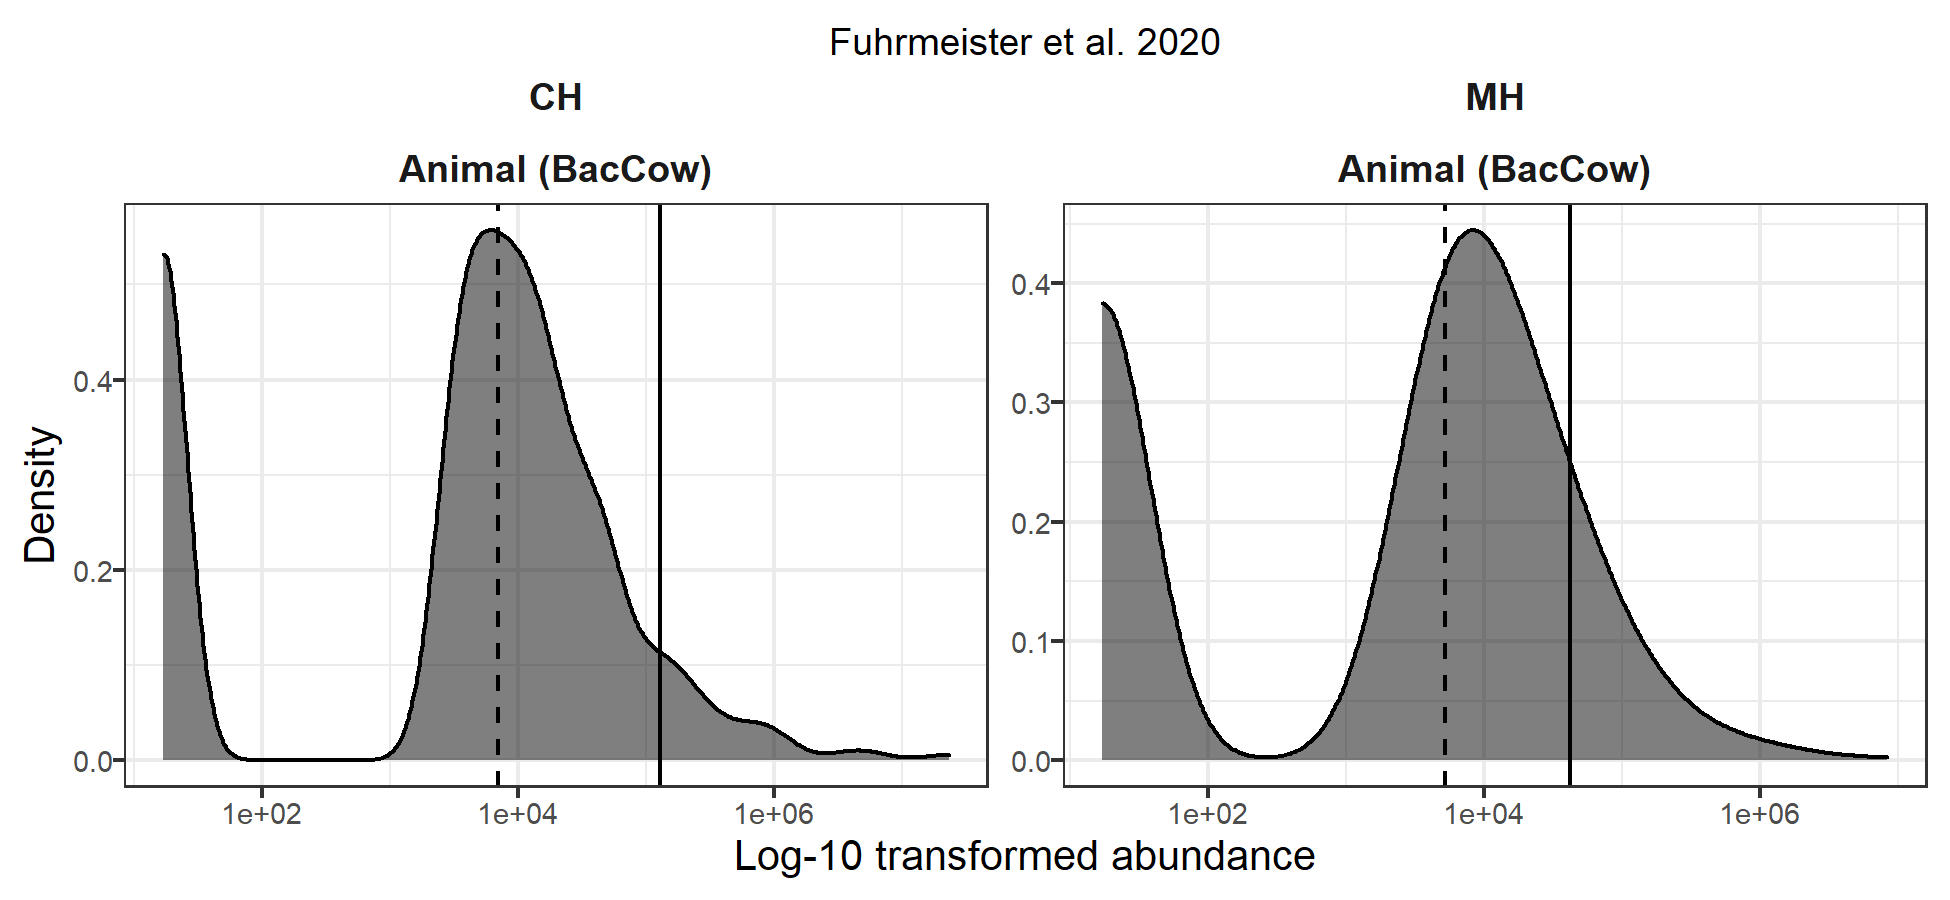 Fuhrmeister et al. 2020
CH
MH
Animal (BacCow)
Animal (BacCow)
Density
0.4
0.2
0.0
0.4
0.3
0.2
0.1
0.0
1e+02
1e+04
1e+06
1e+02
1e+04
1e+06
Log-10 transformed abundance